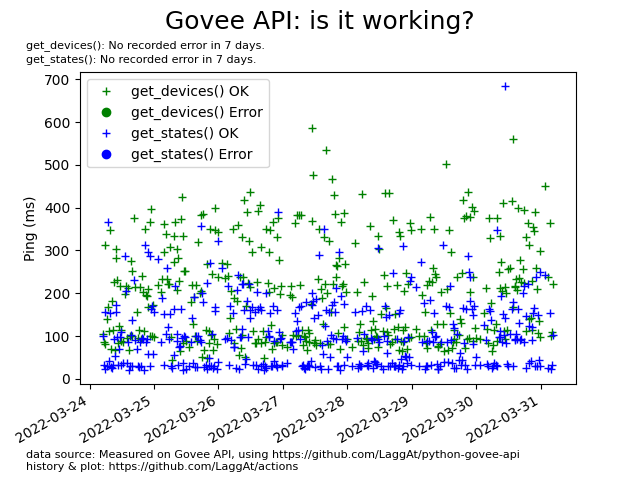 Govee API: is it working?
get_devices(): No recorded error in 7 days.
get_states(): No recorded error in 7 days.
get_devices() OK
get_devices() Error
get_states() OK
get_states() Error
Ping (ms)
700
600
500
400
300
200
100
0
2022-03-24
2022-03-25
2022-03-26
2022-03-27
2022-03-28
2022-03-29
2022-03-30
2022-03-31
data source: Measured on Govee API, using https://github.com/LaggAt/python-govee-api
history & plot: https://github.com/LaggAt/actions